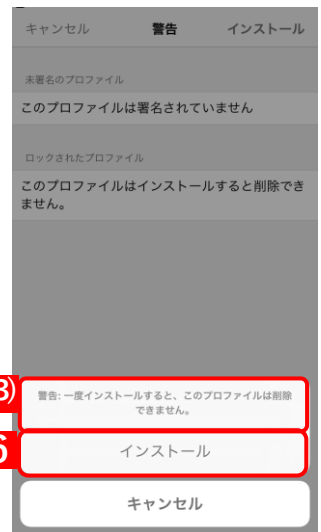 キャンセル 警告 インストール
未署名のプロファイル
このプロファイルは署名されていません
ロックされたプロファイル
このプロファイルはインストールすると削除でき
ません。
3)
警告: 一度インストールすると、このプロファイルは削除
できません。
6
インストール
キャンセル